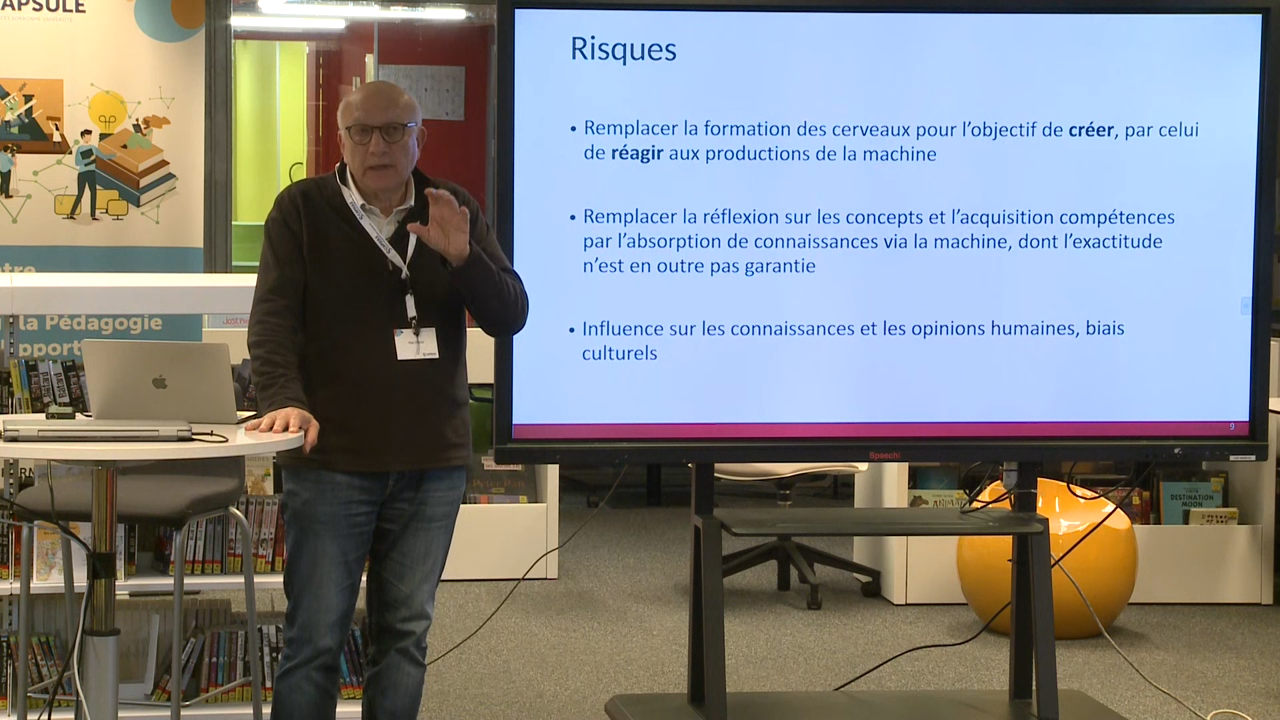 APSULE
Risques
• Remplacer la formation des cerveaux pour l'objectif de créer, par celui
de réagir aux productions de la machine
• Remplacer la réflexion sur les concepts et l'acquisition compétences
par l'absorption de connaissances via la machine, dont l'exactitude
n'est en outre pas garantie
• Influence sur les connaissances et les opinions humaines, biais
culturels
9
Speechi
ntre
la Pédagogie
pport
DESTINATION
MOON